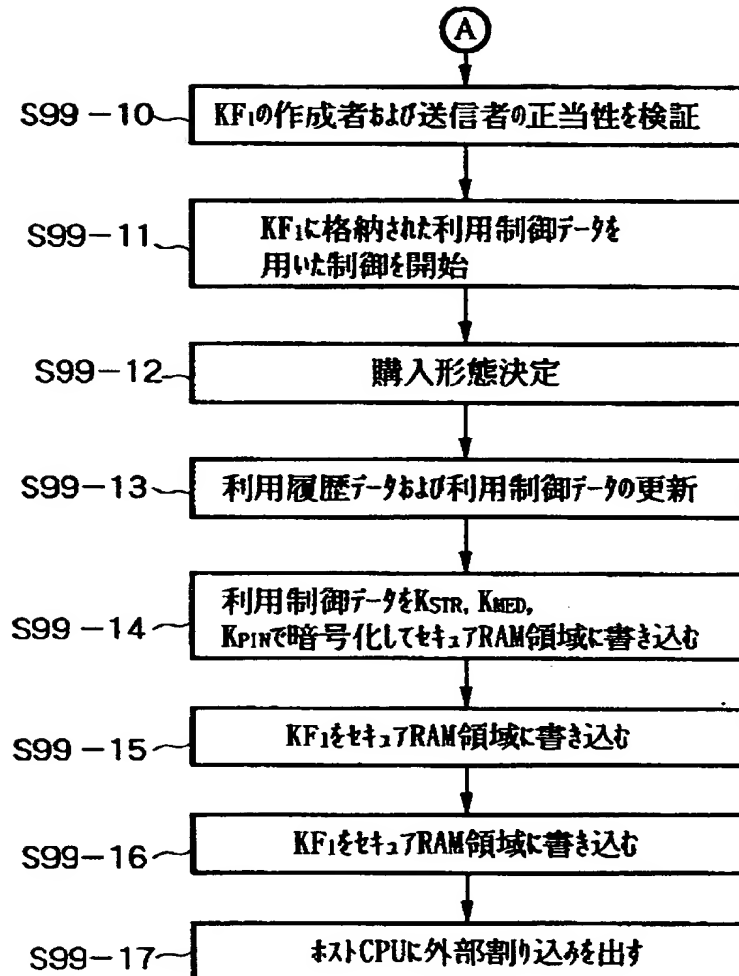 A
S99-10 KF1の作成者および送信者の正当性を検証
S99-11 KF1に格納された利用制御データを
用いた制御を開始
S99-12 購入形態決定
S99-13 利用履歴データおよび利用制御データの更新
S99-14 利用制御データをKSTR, KMED,
KPINで暗号化してセキュアRAM領域に書き込む
S99-15 KF1をセキュアRAM領域に書き込む
S99-16 KF1をセキュアRAM領域に書き込む
S99-17 ホストCPUに外部割り込みを出す